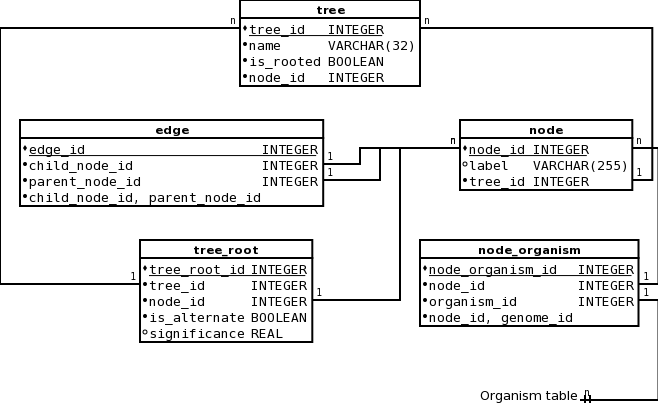 tree
n
n
tree_id INTEGER
name VARCHAR(32)
is_rooted BOOLEAN
node_id INTEGER
edge
edge_id INTEGER
child_node_id INTEGER
parent_node_id INTEGER
child_node_id, parent_node_id
1
1
node
n
n
node_id INTEGER
label VARCHAR(255)
tree_id INTEGER
1
tree_root
tree_root_id INTEGER
tree_id INTEGER
node_id INTEGER
is_alternate BOOLEAN
significance REAL
1
1
node_organism
node_organism_id INTEGER
node_id INTEGER
organism_id INTEGER
node_id, genome_id
1
1
Organism table